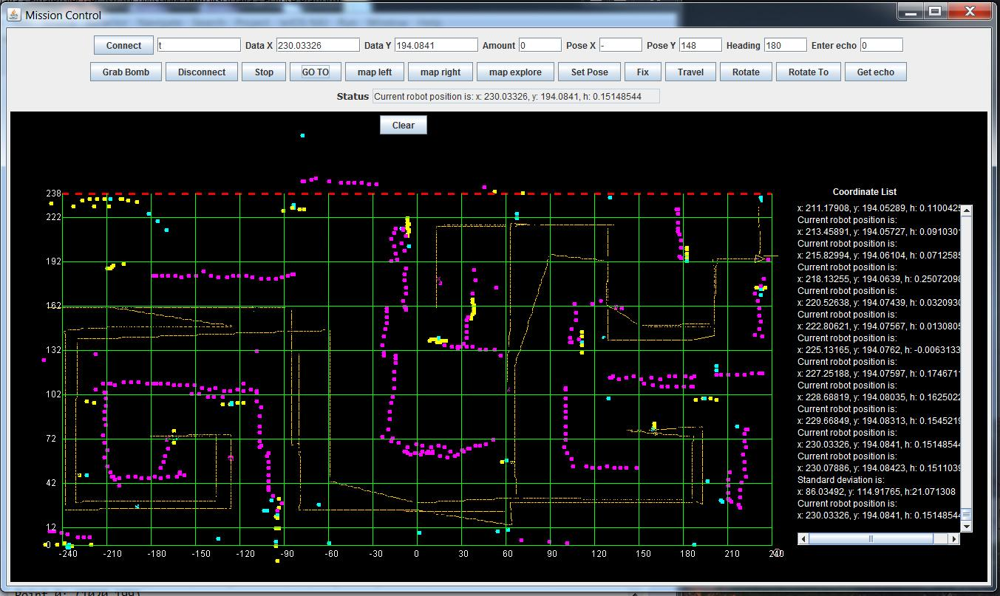 Mission Control
Connect t Data X 230.03326 Data Y 194.0841 Amount 0 Pose X - Pose Y 148 Heading 180 Enter echo 0
Grab Bomb Disconnect Stop GO TO map left map right map explore Set Pose Fix Travel Rotate Rotate To Get echo
Status Current robot position is: x: 230.03326, y: 194.0841, h: 0.15148544
Clear
Coordinate List
x: 211.17908, y: 194.05289, h: 0.1100425
Current robot position is:
x: 213.45891, y: 194.05727, h: 0.091030
Current robot position is:
x: 215.82994, y: 194.06104, h: 0.0712585
Current robot position is:
x: 218.13255, y: 194.0639, h: 0.25072098
Current robot position is:
x: 220.52638, y: 194.07439, h: 0.0320930
Current robot position is:
x: 222.80621, y: 194.07567, h: 0.0130805
Current robot position is:
x: 225.13165, y: 194.0762, h: -0.0063133
Current robot position is:
x: 227.25188, y: 194.07597, h: 0.174671
Current robot position is:
x: 228.68819, y: 194.08035, h: 0.1625022
Current robot position is:
x: 229.66849, y: 194.08313, h: 0.1545219
Current robot position is:
x: 230.03326, y: 194.0841, h: 0.15148544
Current robot position is:
x: 230.07886, y: 194.08423, h: 0.1511039
Standard deviation is:
x: 86.03492, y: 114.91765, h:21.071308
Current robot position is:
x: 230.03326, y: 194.0841, h: 0.15148544
238
222
192
162
132
102
72
42
12
0
-240 -210 -180 -150 -120 -90 -60 -30 0 30 60 90 120 150 180 210 240
Point 0: (1020,199)